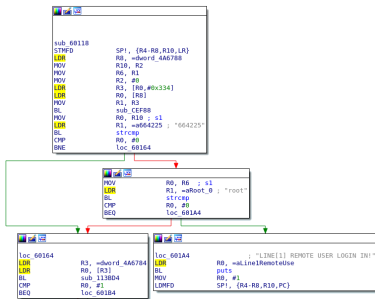 sub_60118
STMFD SP!, {R4-R8,R10,LR}
LDR R8, =dword_4A6788
MOV R10, R2
MOV R6, R1
MOV R2, #0
LDR R3, [R0,#0x334]
LDR R0, [R8]
MOV R1, R3
BL sub_CEF88
MOV R0, R10 ; s1
LDR R1, =a664225 ; "664225"
BL strcmp
CMP R0, #0
BNE loc_60164
MOV R0, R6 ; s1
LDR R1, =aRoot_0 ; "root"
BL strcmp
CMP R0, #0
BEQ loc_601A4
loc_60164
LDR R3, =dword_4A6784
LDR R0, [R3]
BL sub_113BD4
CMP R0, #1
BEQ loc_601B4
loc_601A4 ; "LINE[1] REMOTE USER LOGIN IN!"
LDR R0, =aLine1RemoteUse
BL puts
MOV R0, #1
LDMFD SP!, {R4-R8,R10,PC}